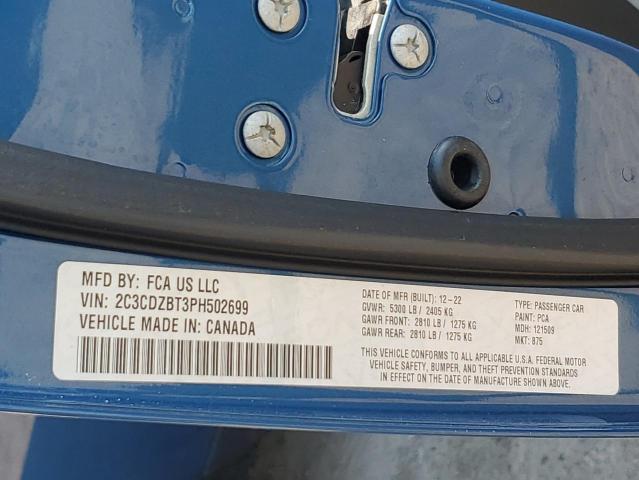 MFD BY: FCA US LLC
VIN: 2C3CDZBT3PH502699
VEHICLE MADE IN: CANADA
DATE OF MFR (BUILT): 12-22
GVWR: 5300 LB / 2405 KG
GAWR FRONT: 2810 LB / 1275 KG
GAWR REAR: 2810 LB / 1275 KG
TYPE: PASSENGER CAR
PAINT: PCA
MDH: 121509
MKT: 875
THIS VEHICLE CONFORMS TO ALL APPLICABLE U.S.A. FEDERAL MOTOR
VEHICLE SAFETY, BUMPER, AND THEFT PREVENTION STANDARDS
IN EFFECT ON THE DATE OF MANUFACTURE SHOWN ABOVE.